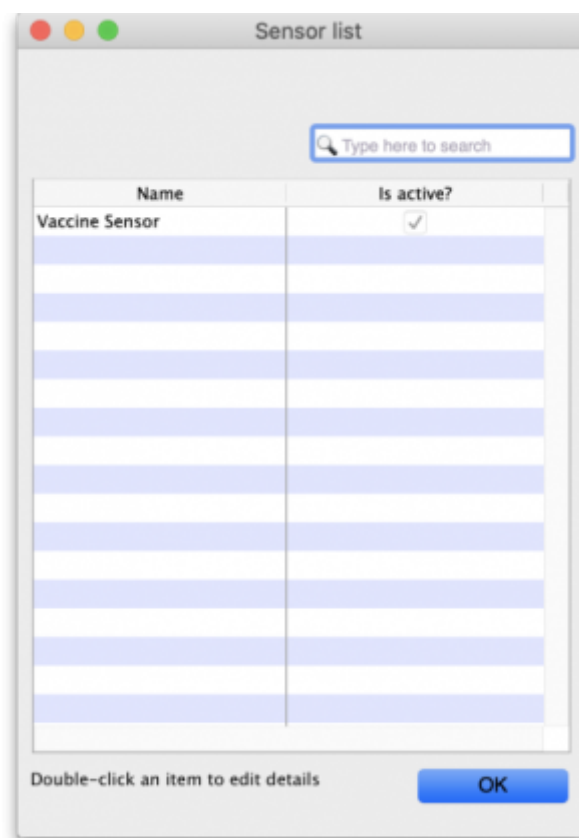 Sensor list
Type here to search
Name Is active?
Vaccine Sensor
Double-click an item to edit details OK